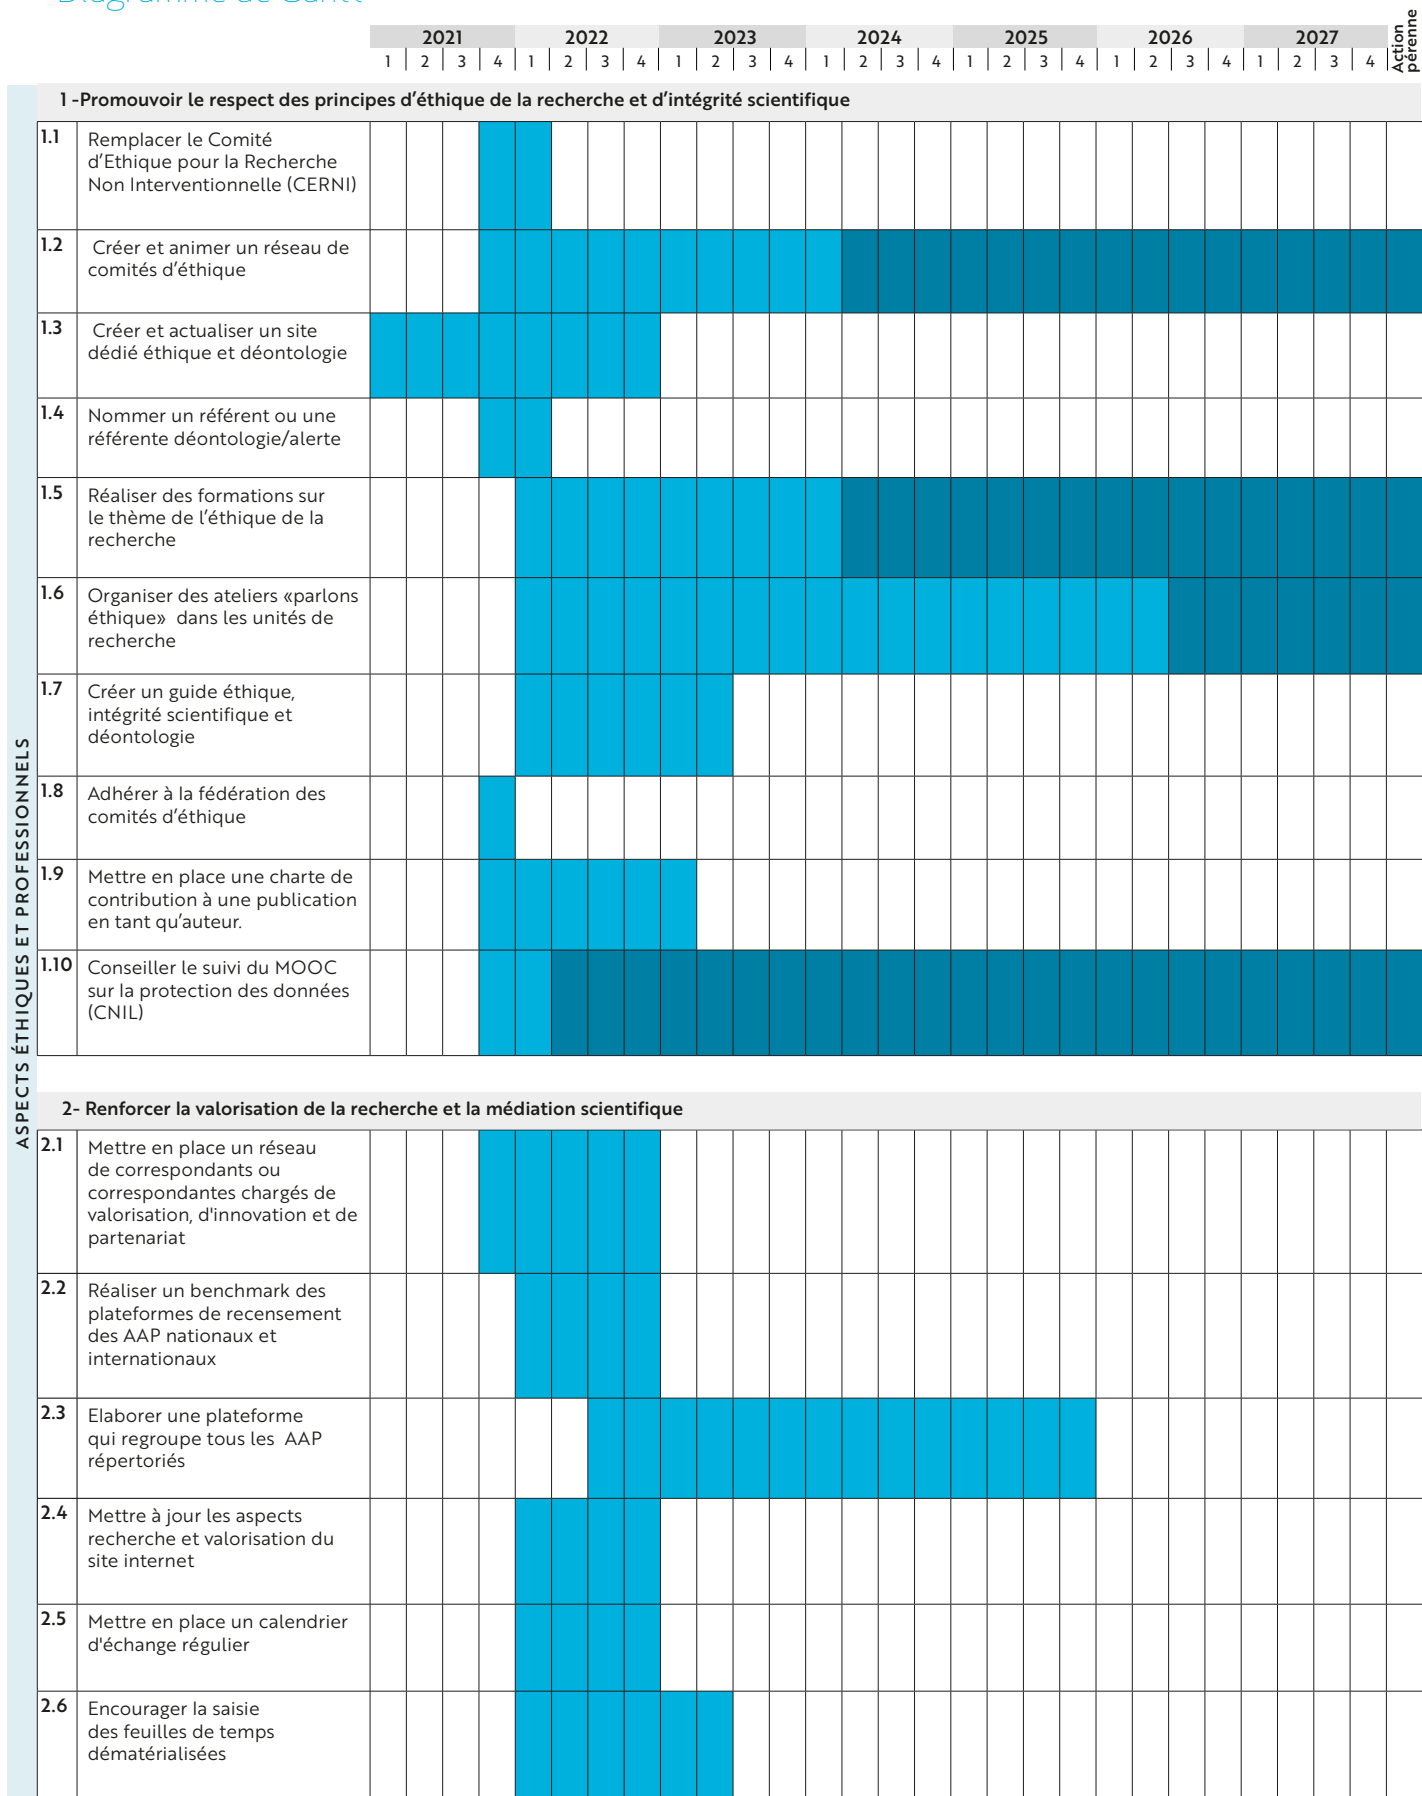 Diagramme de Gantt
2021 2022 2023 2024 2025 2026 2027 Action pérenne
1 2 3 4 1 2 3 4 1 2 3 4 1 2 3 4 1 2 3 4 1 2 3 4 1 2 3 4
ASPECTS ÉTHIQUES ET PROFESSIONNELS
1 -Promouvoir le respect des principes d’éthique de la recherche et d’intégrité scientifique
1.1 Remplacer le Comité
d’Ethique pour la Recherche
Non Interventionnelle (CERNI)
1.2 Créer et animer un réseau de
comités d’éthique
1.3 Créer et actualiser un site
dédié éthique et déontologie
1.4 Nommer un référent ou une
référente déontologie/alerte
1.5 Réaliser des formations sur
le thème de l’éthique de la
recherche
1.6 Organiser des ateliers «parlons
éthique» dans les unités de
recherche
1.7 Créer un guide éthique,
intégrité scientifique et
déontologie
1.8 Adhérer à la fédération des
comités d’éthique
1.9 Mettre en place une charte de
contribution à une publication
en tant qu’auteur.
1.10 Conseiller le suivi du MOOC
sur la protection des données
(CNIL)
2- Renforcer la valorisation de la recherche et la médiation scientifique
2.1 Mettre en place un réseau
de correspondants ou
correspondantes chargés de
valorisation, d'innovation et de
partenariat
2.2 Réaliser un benchmark des
plateformes de recensement
des AAP nationaux et
internationaux
2.3 Elaborer une plateforme
qui regroupe tous les AAP
répertoriés
2.4 Mettre à jour les aspects
recherche et valorisation du
site internet
2.5 Mettre en place un calendrier
d'échange régulier
2.6 Encourager la saisie
des feuilles de temps
dématérialisées